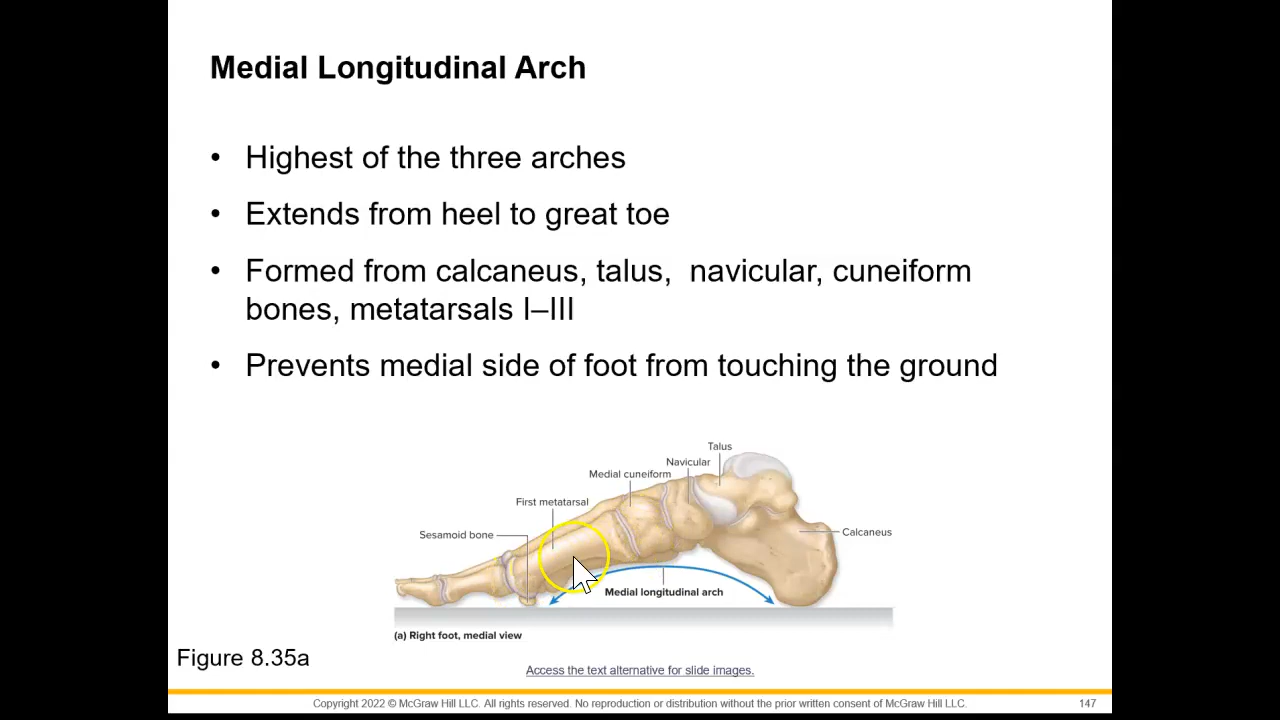 Medial Longitudinal Arch
• Highest of the three arches
• Extends from heel to great toe
• Formed from calcaneus, talus,  navicular, cuneiform
bones, metatarsals I–III
• Prevents medial side of foot from touching the ground
Talus
Navicular
Medial cuneiform
First metatarsal
Sesamoid bone
Calcaneus
Medial longitudinal arch
(a) Right foot, medial view
Figure 8.35a
Access the text alternative for slide images.
Copyright 2022 © McGraw Hill LLC. All rights reserved. No reproduction or distribution without the prior written consent of McGraw Hill LLC.
147